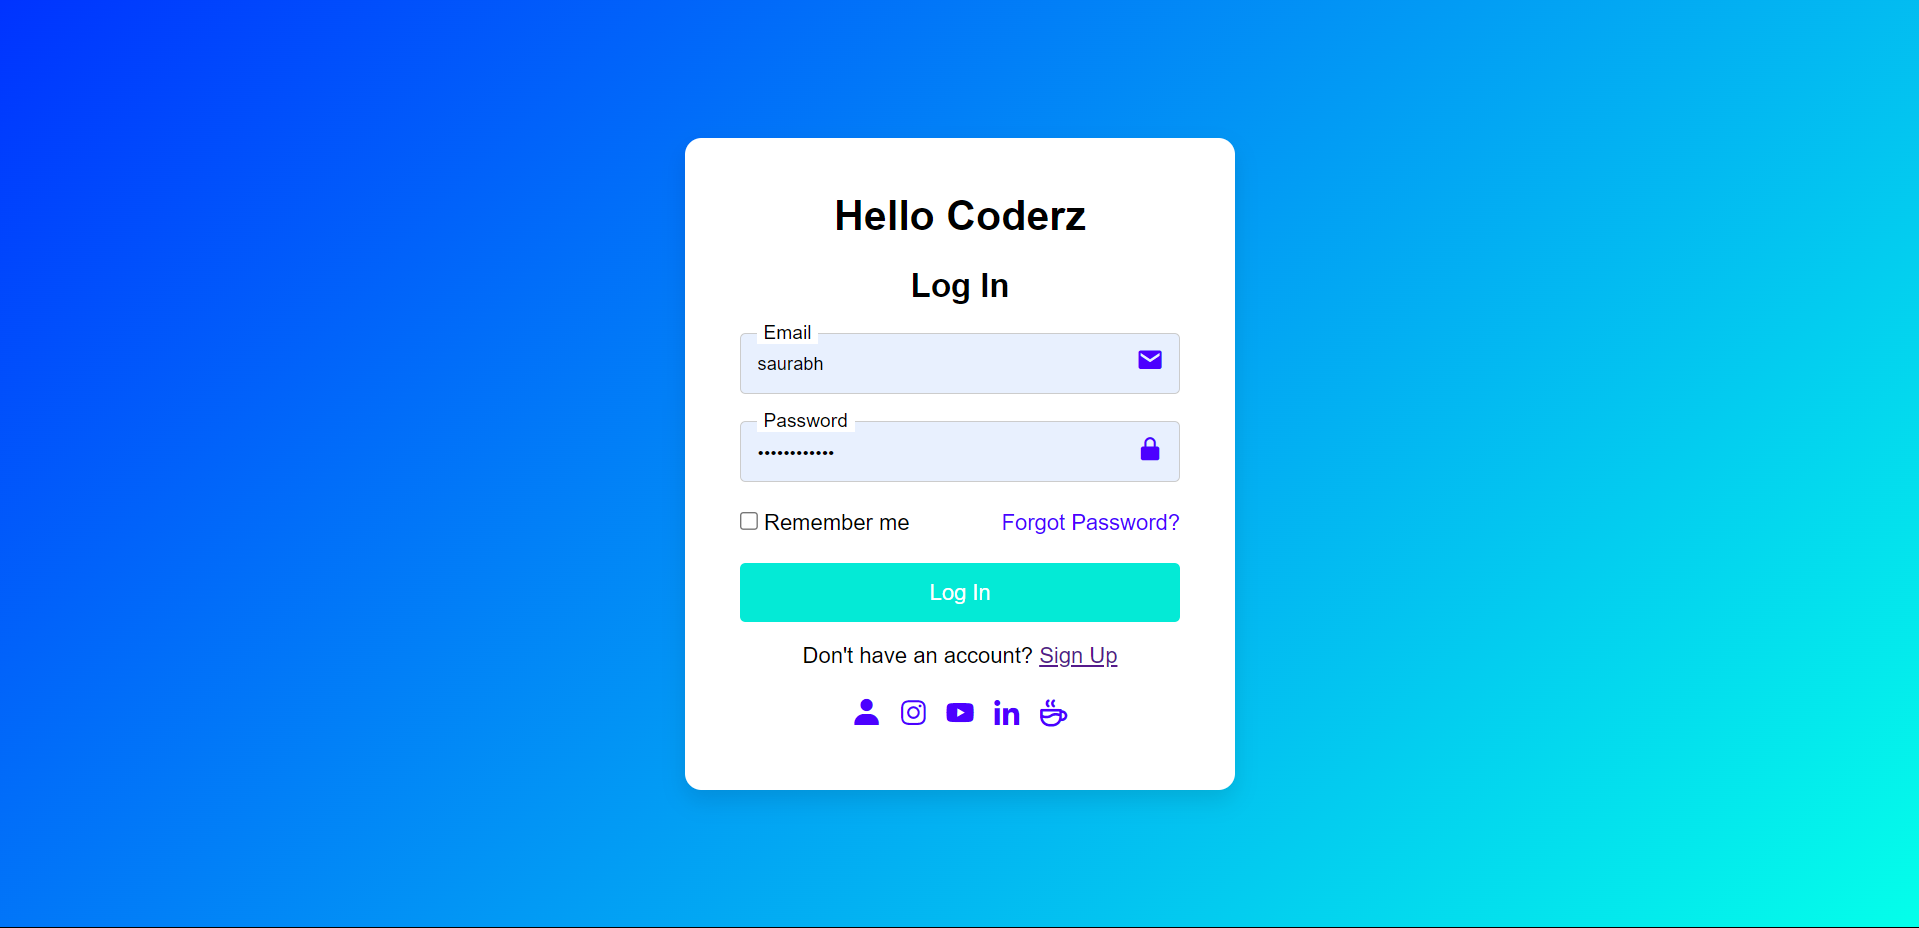 Hello Coderz
Log In
Email
saurabh
Password
••••••••••••
Remember me Forgot Password?
Log In
Don't have an account? Sign Up